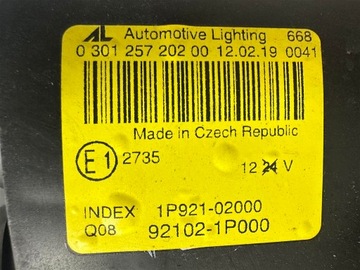 AL Automotive Lighting 668
0 301 257 202 00 12.02.19 0041
Made in Czech Republic
E1 2735
12 24 V
INDEX 1P921-02000
Q08 92102-1P000